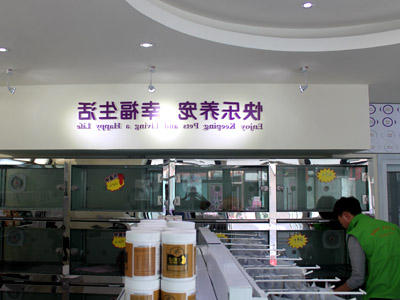 快乐养宠 幸福生活
Enjoy Keeping Pets and Living a Happy Life